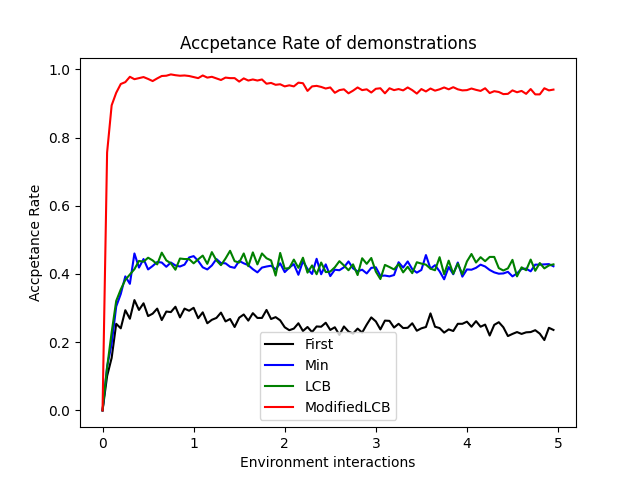 Accpetance Rate of demonstrations
Accpetance Rate
1.0
0.8
0.6
0.4
0.2
0.0
First
Min
LCB
ModifiedLCB
0 1 2 3 4 5
Environment interactions